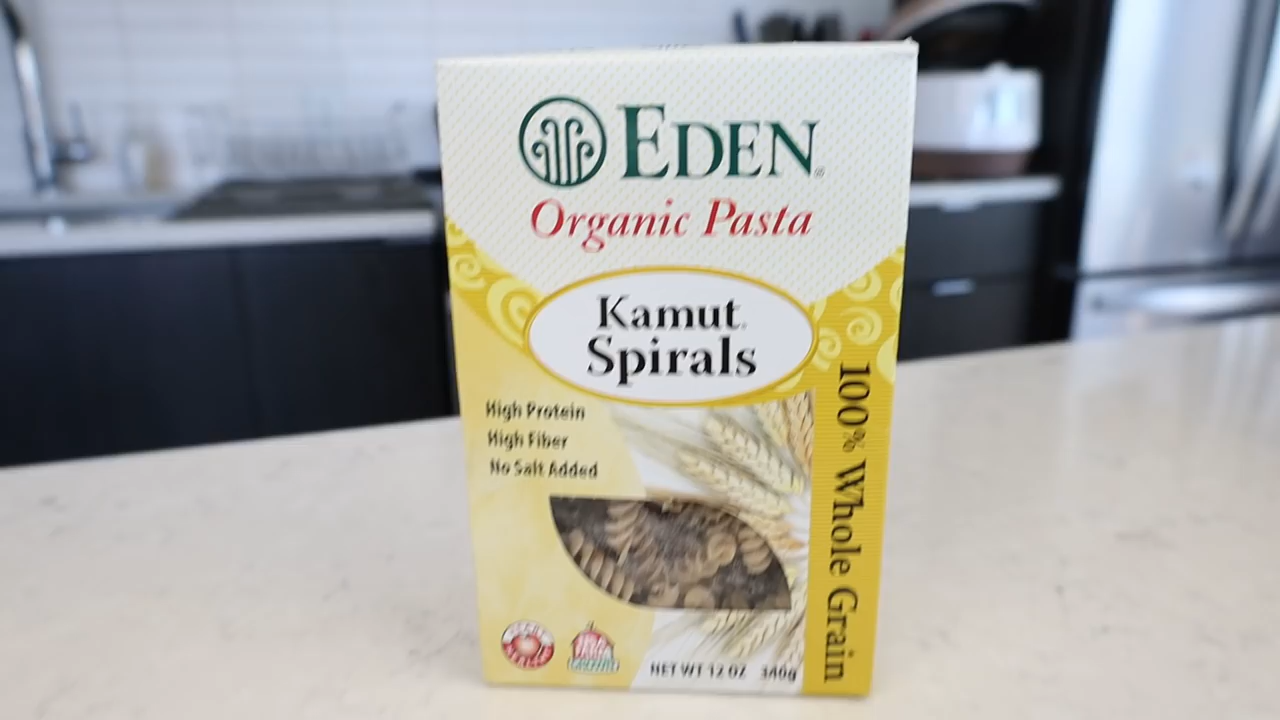 EDEN®
Organic Pasta
Kamut®
Spirals
High Protein
High Fiber
No Salt Added
100% Whole Grain
NET WT 12 OZ 340g